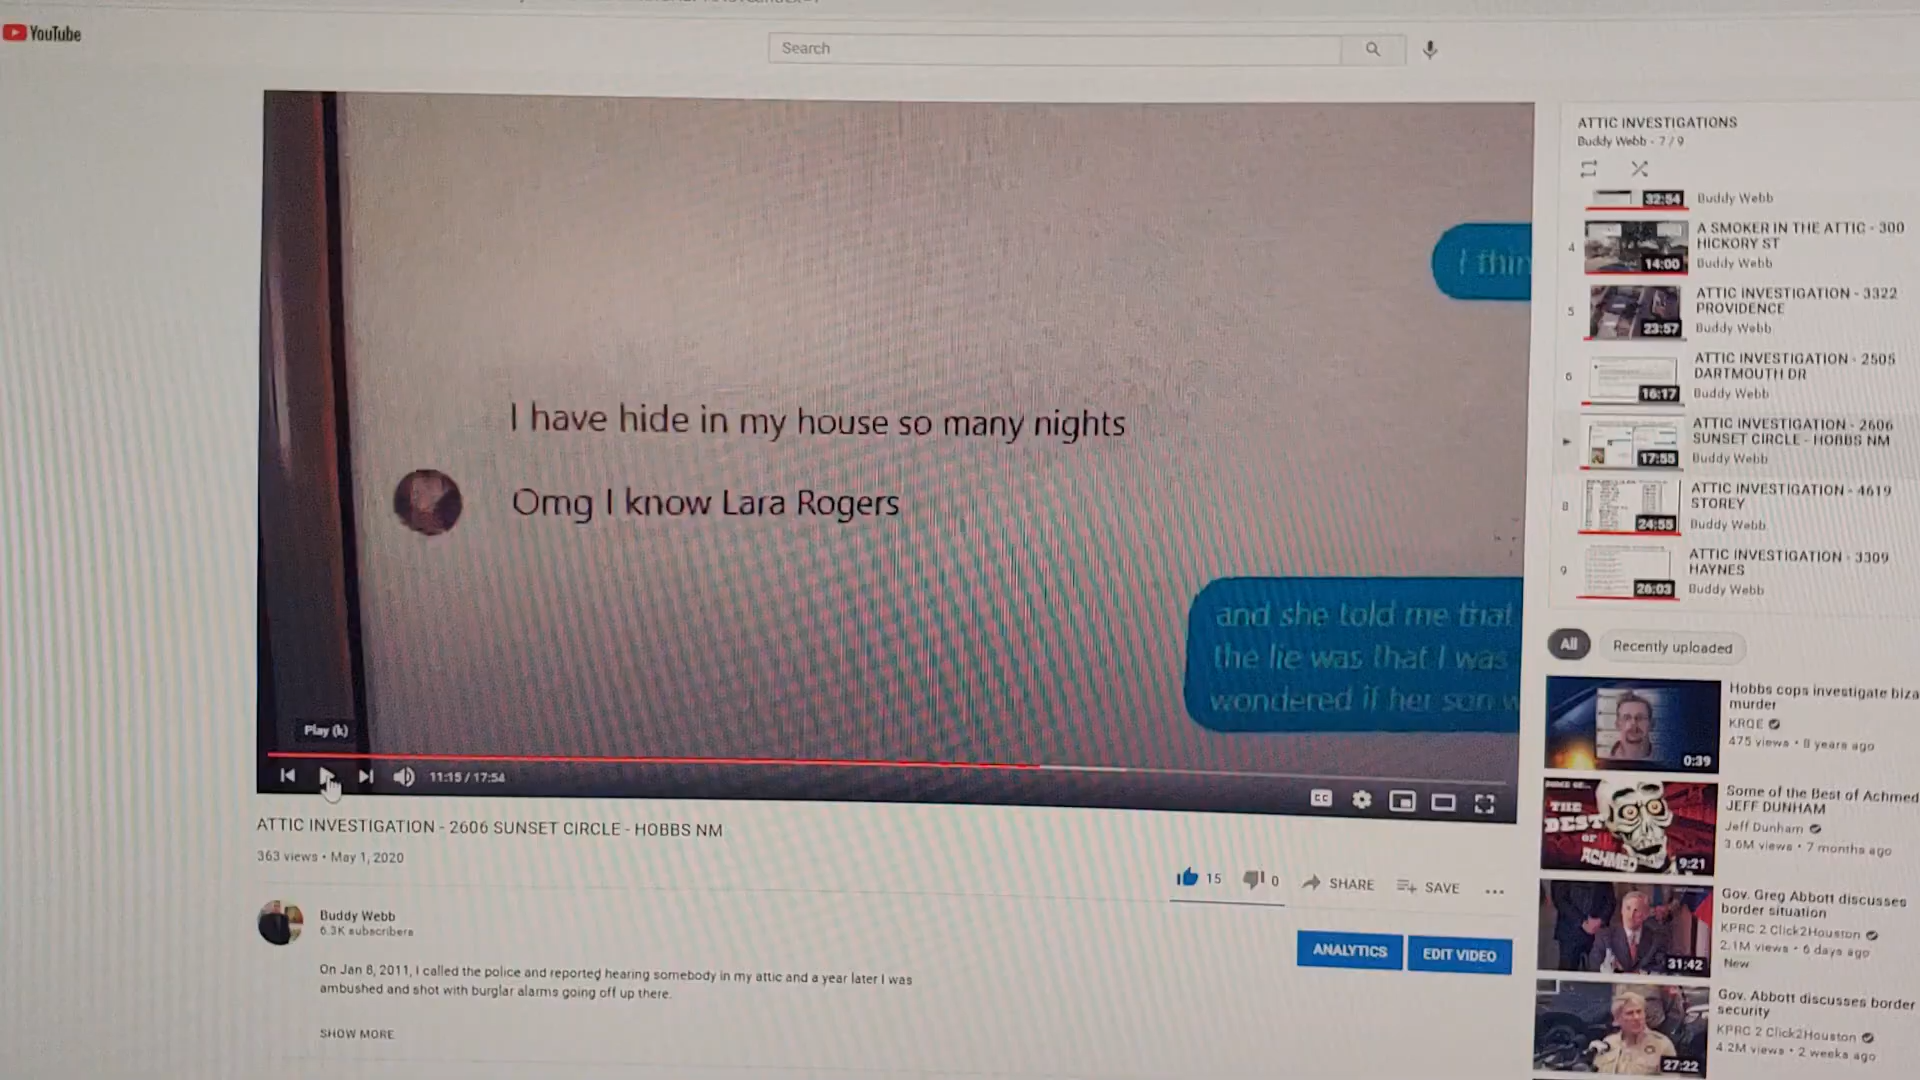 YouTube
Search
I thin
I have hide in my house so many nights
Omg I know Lara Rogers
and she told me that
the lie was that I was
wondered if her son w
Play (k)
11:15 / 17:54
CC
ATTIC INVESTIGATION - 2606 SUNSET CIRCLE - HOBBS NM
363 views • May 1, 2020
15
0
SHARE
SAVE
Buddy Webb
6.3K subscribers
ANALYTICS
EDIT VIDEO
On Jan 8, 2011, I called the police and reported hearing somebody in my attic and a year later I was
ambushed and shot with burglar alarms going off up there.
SHOW MORE
ATTIC INVESTIGATIONS
Buddy Webb - 7 / 9
32:54
Buddy Webb
4
14:00
A SMOKER IN THE ATTIC - 300
HICKORY ST
Buddy Webb
5
23:57
ATTIC INVESTIGATION - 3322
PROVIDENCE
Buddy Webb
6
16:17
ATTIC INVESTIGATION - 2505
DARTMOUTH DR
Buddy Webb
17:55
ATTIC INVESTIGATION - 2606
SUNSET CIRCLE - HOBBS NM
Buddy Webb
8
24:55
ATTIC INVESTIGATION - 4619
STOREY
Buddy Webb
9
26:03
ATTIC INVESTIGATION - 3309
HAYNES
Buddy Webb
All
Recently uploaded
0:39
Hobbs cops investigate biza
murder
KRQE
475 views • 8 years ago
THE
BEST
OF
ACHMED
9:21
Some of the Best of Achmed
JEFF DUNHAM
Jeff Dunham
3.6M views • 7 months ago
31:42
Gov. Greg Abbott discusses
border situation
KPRC 2 Click2Houston
2.1M views • 6 days ago
New
27:22
Gov. Abbott discusses border
security
KPRC 2 Click2Houston
4.2M views • 2 weeks ago